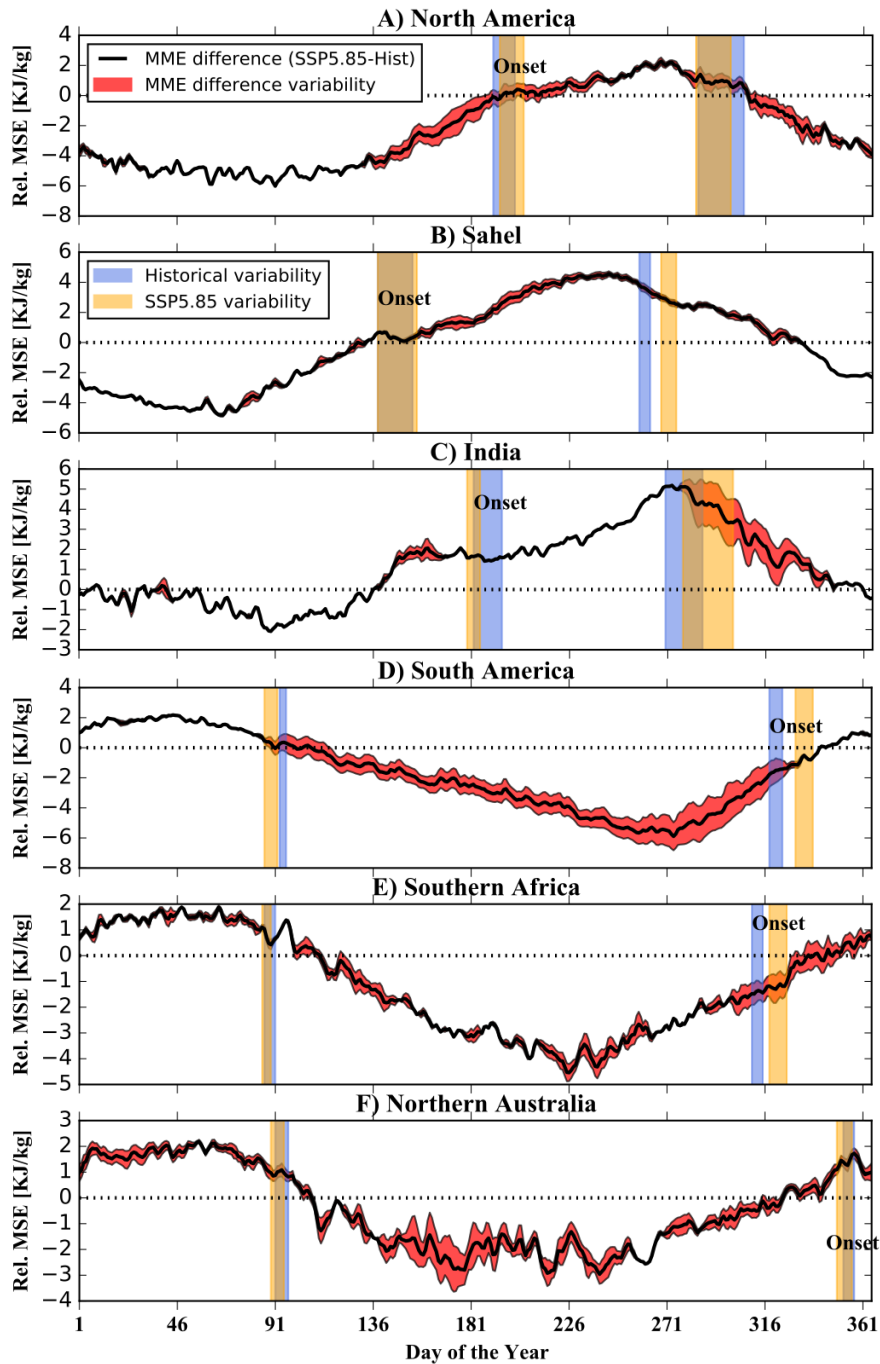 A) North America
Rel. MSE [KJ/kg]
4
2
0
−2
−4
−6
−8
MME difference (SSP5.85-Hist)
MME difference variability
Onset
B) Sahel
Rel. MSE [KJ/kg]
6
4
2
0
−2
−4
−6
Historical variability
SSP5.85 variability
Onset
C) India
Rel. MSE [KJ/kg]
6
5
4
3
2
1
0
−1
−2
−3
Onset
D) South America
Rel. MSE [KJ/kg]
4
2
0
−2
−4
−6
−8
Onset
E) Southern Africa
Rel. MSE [KJ/kg]
2
1
0
−1
−2
−3
−4
−5
Onset
F) Northern Australia
Rel. MSE [KJ/kg]
3
2
1
0
−1
−2
−3
−4
Onset
1 46 91 136 181 226 271 316 361
Day of the Year